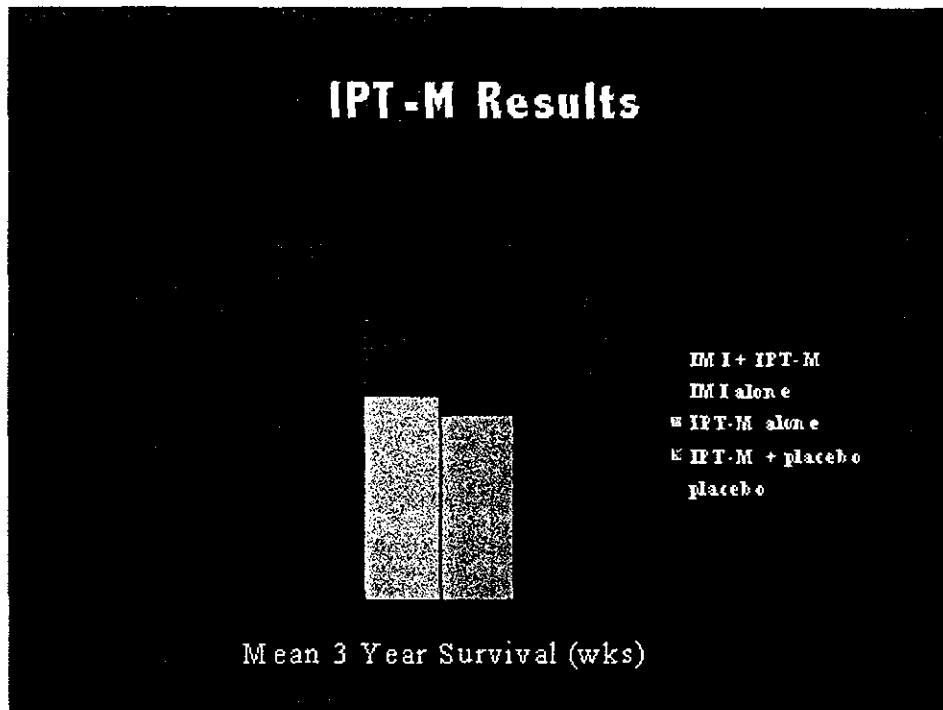 IPT-M Results
IMI + IPT-M
IMI alone
IPT-M alone
IPT-M + placebo
placebo
Mean 3 Year Survival (wks)